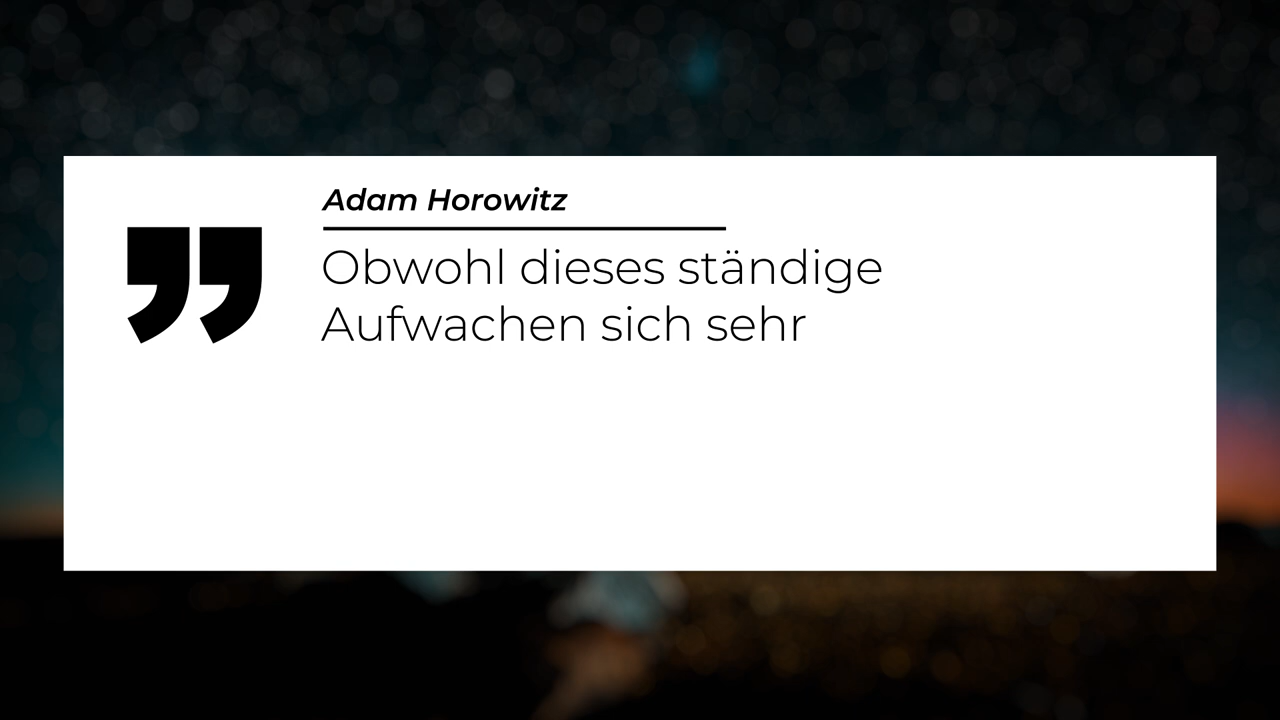 Adam Horowitz
Obwohl dieses ständige
Aufwachen sich sehr